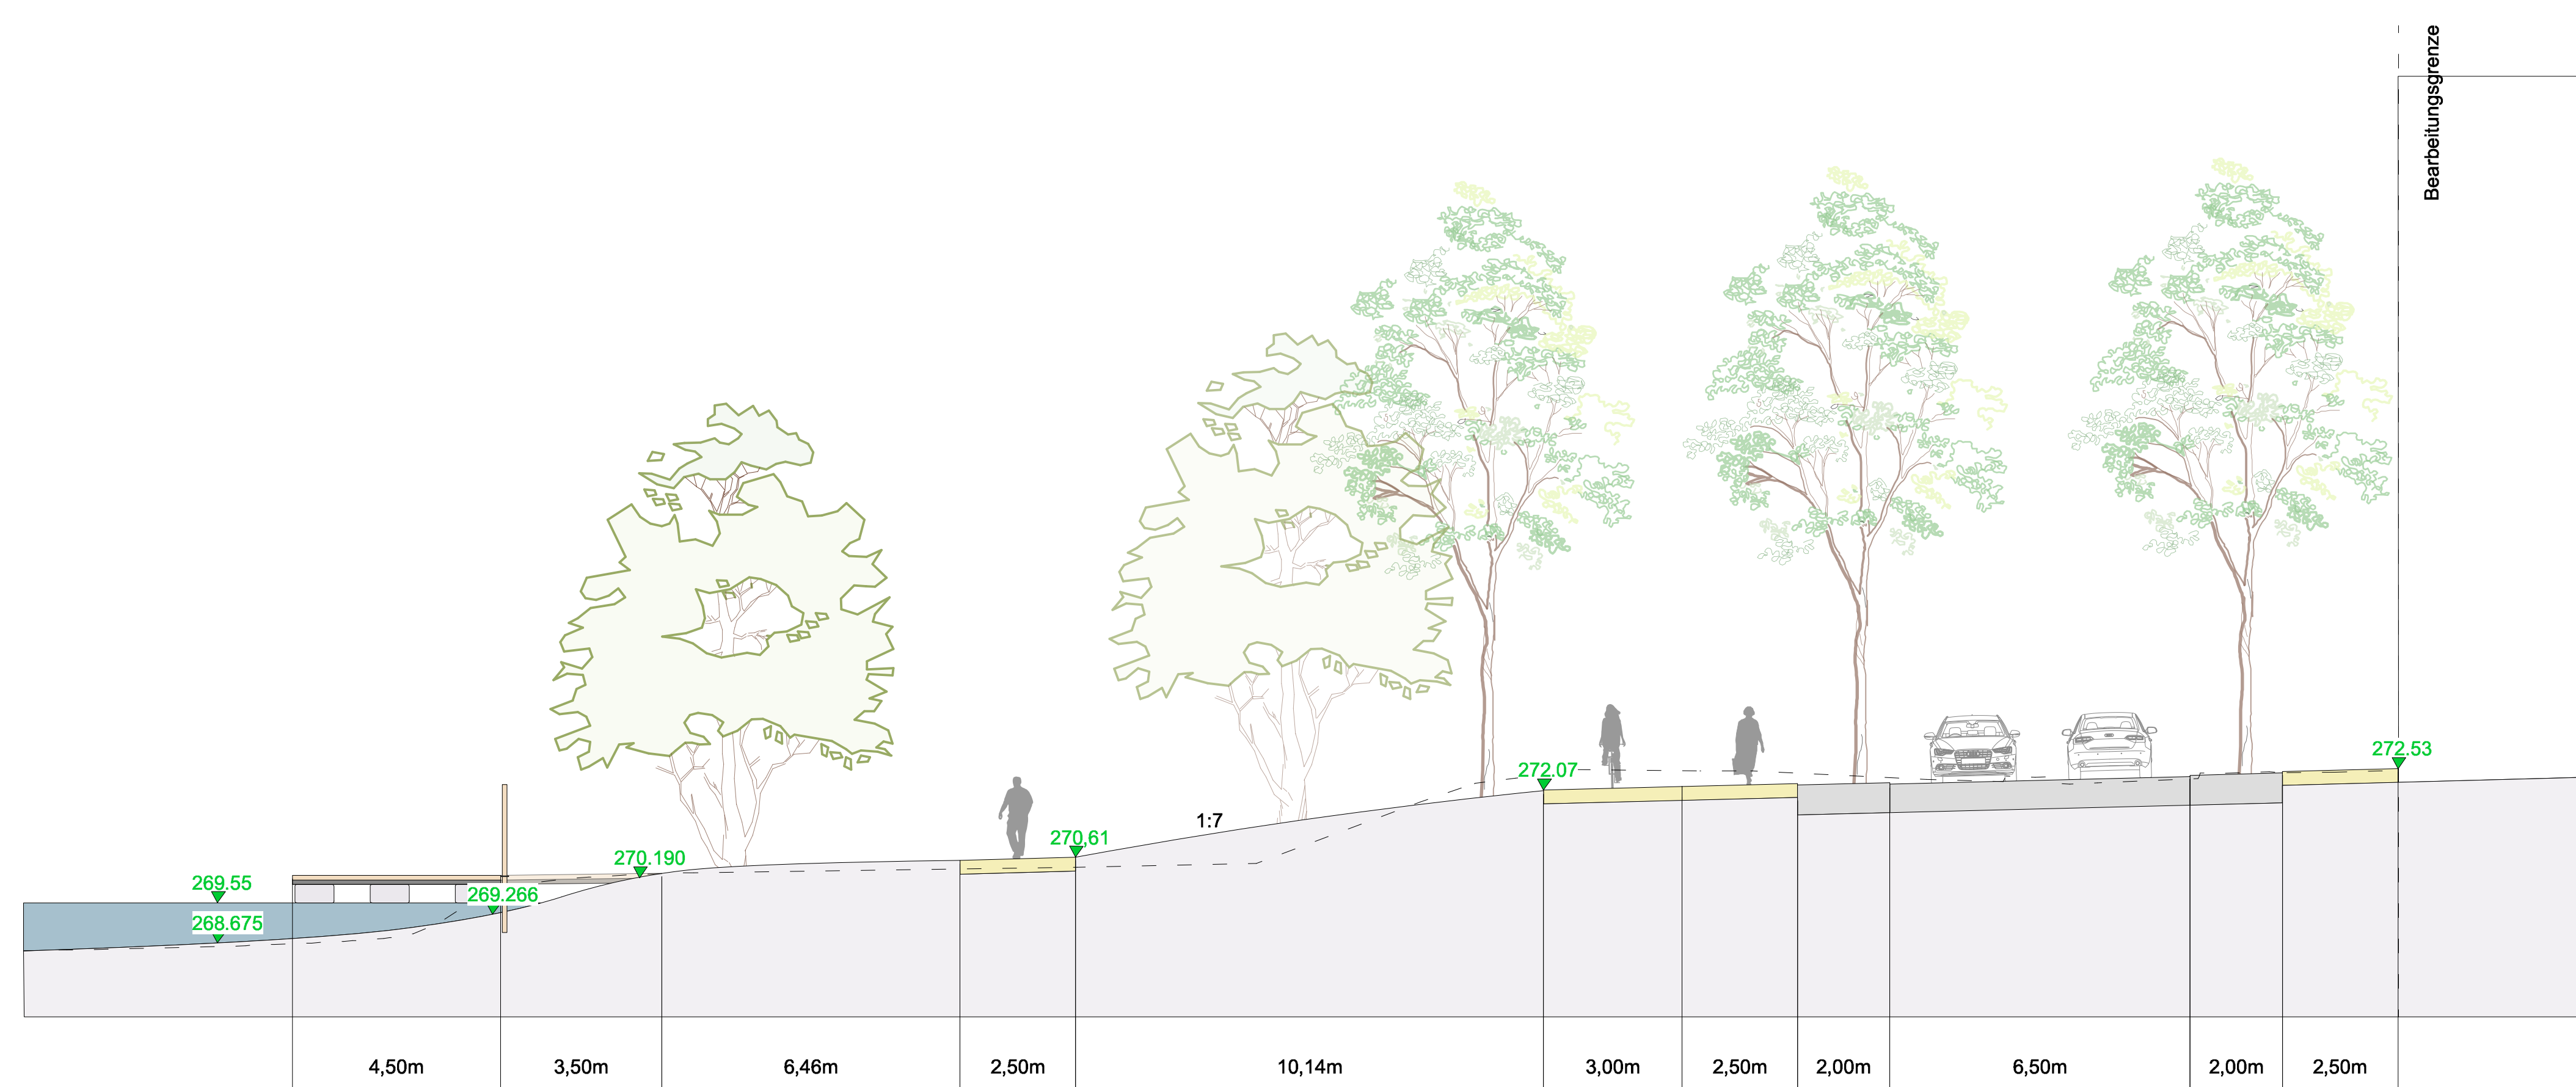 Bearbeitungsgrenze
272.53
272.07
1:7
270,61
270.190
269.55
269.266
268.675
4,50m
3,50m
6,46m
2,50m
10,14m
3,00m
2,50m
2,00m
6,50m
2,00m
2,50m